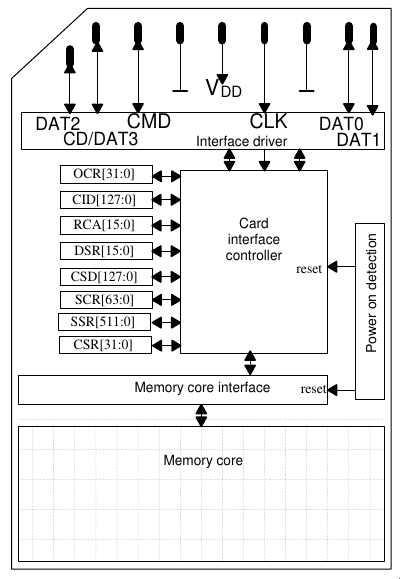 VDD
DAT2
CMD
CLK
DAT0
CD/DAT3
Interface driver
DAT1
OCR[31:0]
CID[127:0]
RCA[15:0]
DSR[15:0]
CSD[127:0]
SCR[63:0]
SSR[511:0]
CSR[31:0]
Card
interface
controller
reset
Power on detection
Memory core interface
reset
Memory core